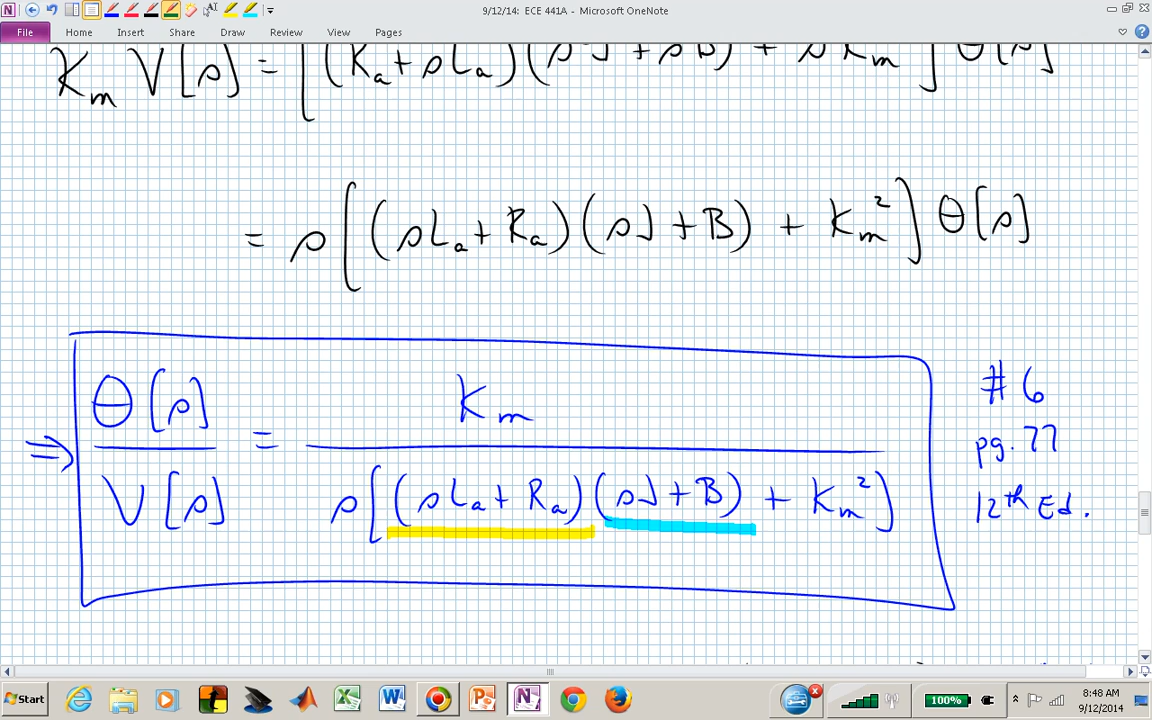 9/12/14: ECE 441A - Microsoft OneNote
File Home Insert Share Draw Review View Pages
K_m V[s] = [(R_a + sL_a)(s²J + sB) + sK_m²] Θ[s]
= s[(sL_a + R_a)(sJ + B) + K_m²] Θ[s]
⇒ Θ[s] / V[s] = K_m / s[(sL_a + R_a)(sJ + B) + K_m²]
# 6
pg. 77
12th Ed.
Start
100%
8:48 AM
9/12/2014